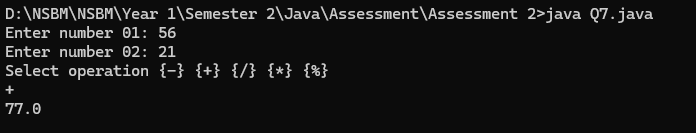 D:\NSBM\NSBM\Year 1\Semester 2\Java\Assessment\Assessment 2>java Q7.java
Enter number 01: 56
Enter number 02: 21
Select operation {-} {+} {/} {*} {%}
+
77.0